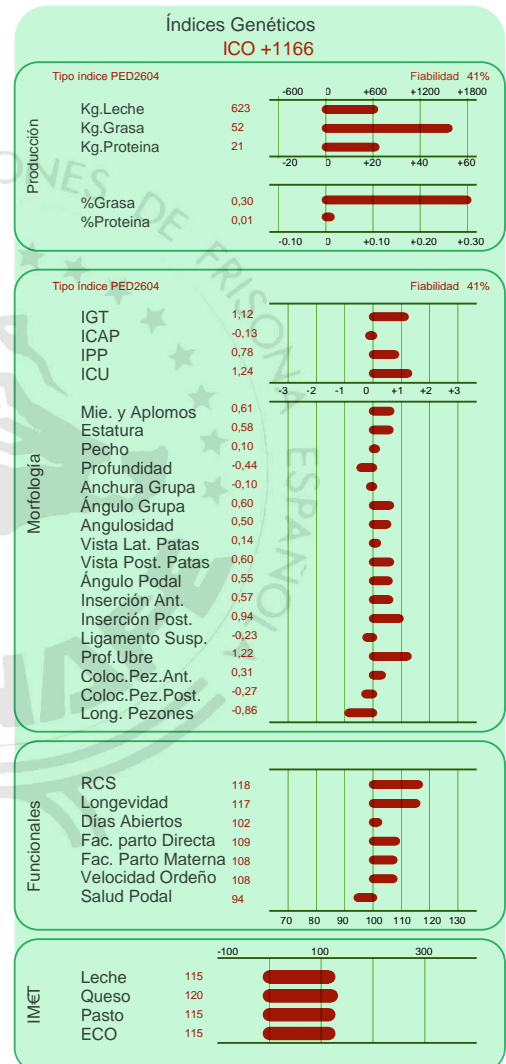 Índices Genéticos
ICO +1166
Tipo índice PED2604 Fiabilidad 41%
-600 0 +600 +1200 +1800
Producción
Kg.Leche 623
Kg.Grasa 52
Kg.Proteina 21
-20 0 +20 +40 +60
%Grasa 0,30
%Proteina 0,01
-0.10 0 +0.10 +0.20 +0.30
Tipo índice PED2604 Fiabilidad 41%
IGT 1,12
ICAP -0,13
IPP 0,78
ICU 1,24
-3 -2 -1 0 +1 +2 +3
Morfología
Mie. y Aplomos 0,61
Estatura 0,58
Pecho 0,10
Profundidad -0,44
Anchura Grupa -0,10
Ángulo Grupa 0,60
Angulosidad 0,50
Vista Lat. Patas 0,14
Vista Post. Patas 0,60
Ángulo Podal 0,55
Inserción Ant. 0,57
Inserción Post. 0,94
Ligamento Susp. -0,23
Prof.Ubre 1,22
Coloc.Pez.Ant. 0,31
Coloc.Pez.Post. -0,27
Long. Pezones -0,86
Funcionales
RCS 118
Longevidad 117
Días Abiertos 102
Fac. parto Directa 109
Fac. Parto Materna 108
Velocidad Ordeño 108
Salud Podal 94
70 80 90 100 110 120 130
-100 100 300
IM€T
Leche 115
Queso 120
Pasto 115
ECO 115
DE FRISONA ESPAÑOLA